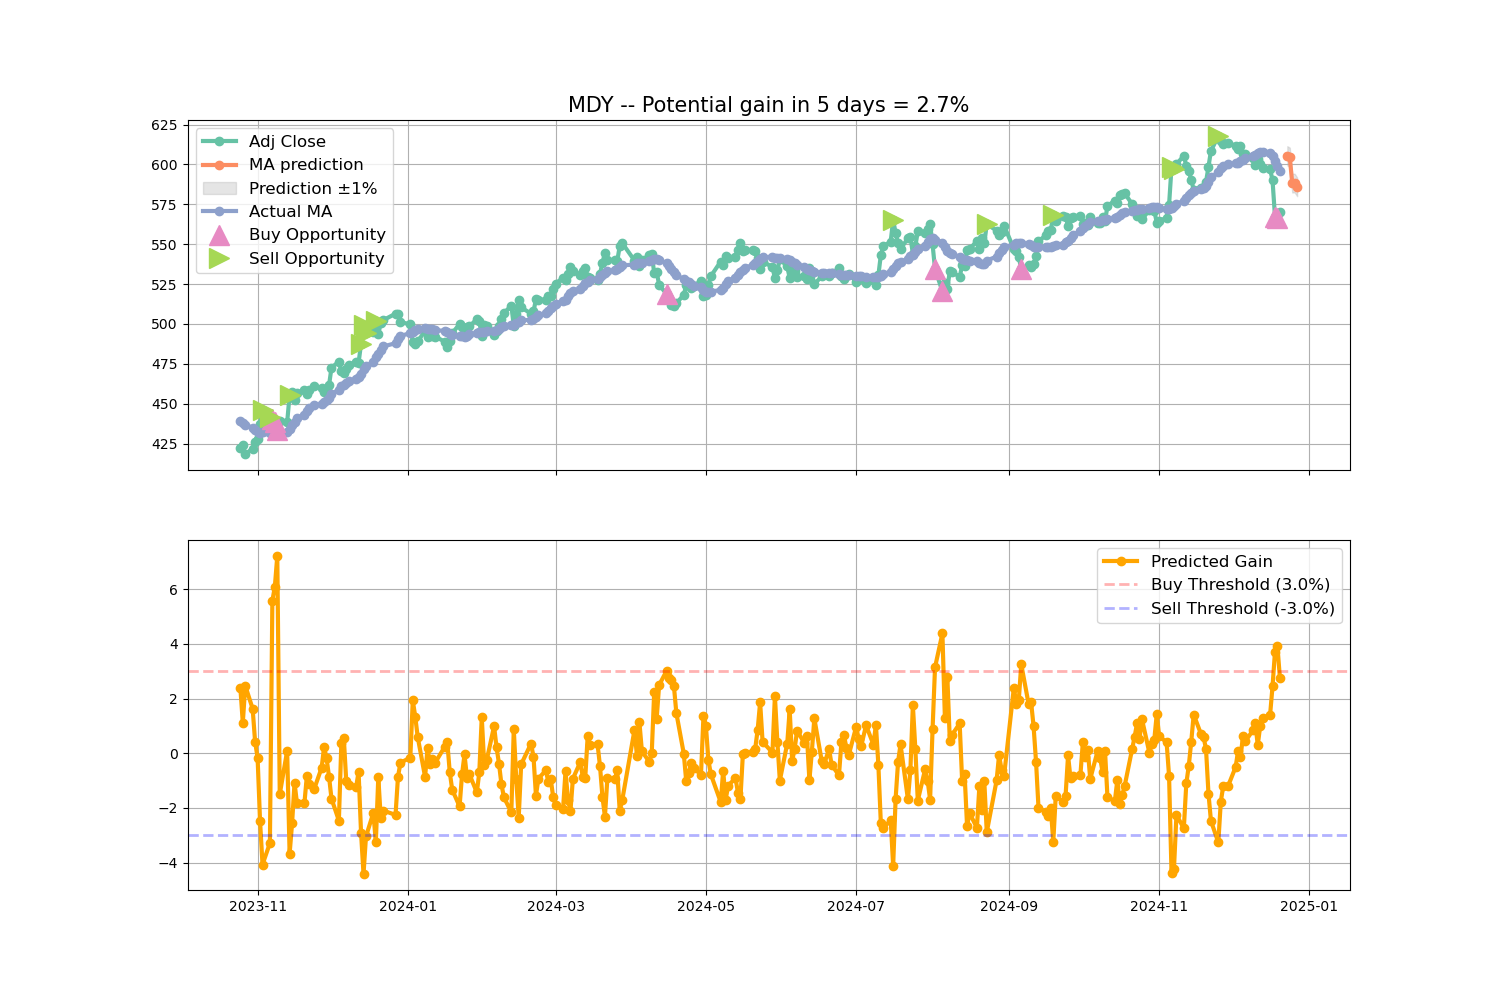 MDY -- Potential gain in 5 days = 2.7%
625
600
575
550
525
500
475
450
425
Adj Close
MA prediction
Prediction ±1%
Actual MA
Buy Opportunity
Sell Opportunity
6
4
2
0
−2
−4
Predicted Gain
Buy Threshold (3.0%)
Sell Threshold (-3.0%)
2023-11
2024-01
2024-03
2024-05
2024-07
2024-09
2024-11
2025-01